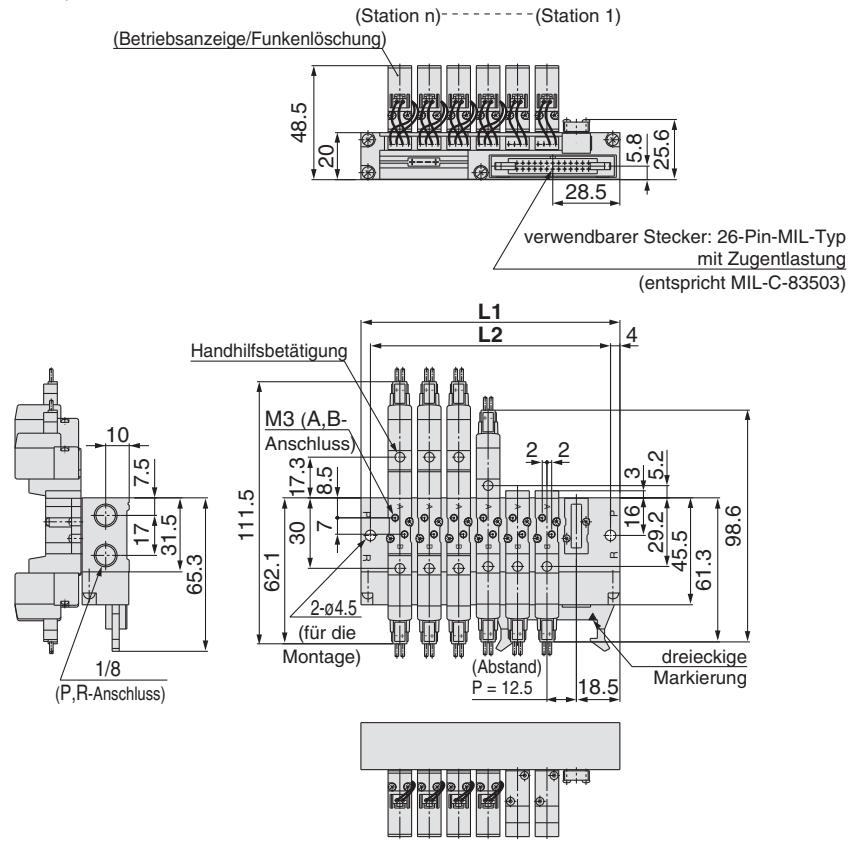 (Station n)--------(Station 1)
(Betriebsanzeige/Funkenlöschung)
48.5
20
5.8
25.6
28.5
verwendbarer Stecker: 26-Pin-MIL-Typ
mit Zugentlastung
(entspricht MIL-C-83503)
L1
L2
4
Handhilfsbetätigung
M3 (A,B-
Anschluss)
10
7.5
17
31.5
65.3
1/8
(P,R-Anschluss)
111.5
17.3
8.5
62.1
30
7
2-ø4.5
(für die
Montage)
2 2
3
5.2
16
29.2
45.5
61.3
98.6
A A A A A A
B B B B B B
P
R
P
R
(Abstand)
P = 12.5
18.5
dreieckige
Markierung